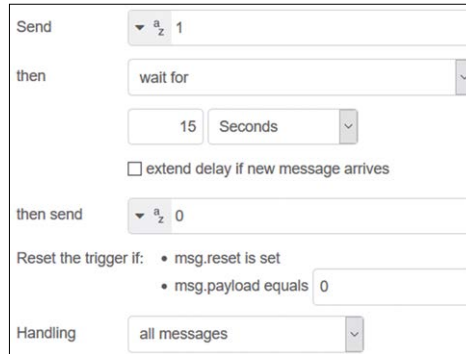 Send a z 1
then wait for
15 Seconds
extend delay if new message arrives
then send a z 0
Reset the trigger if: • msg.reset is set
• msg.payload equals 0
Handling all messages